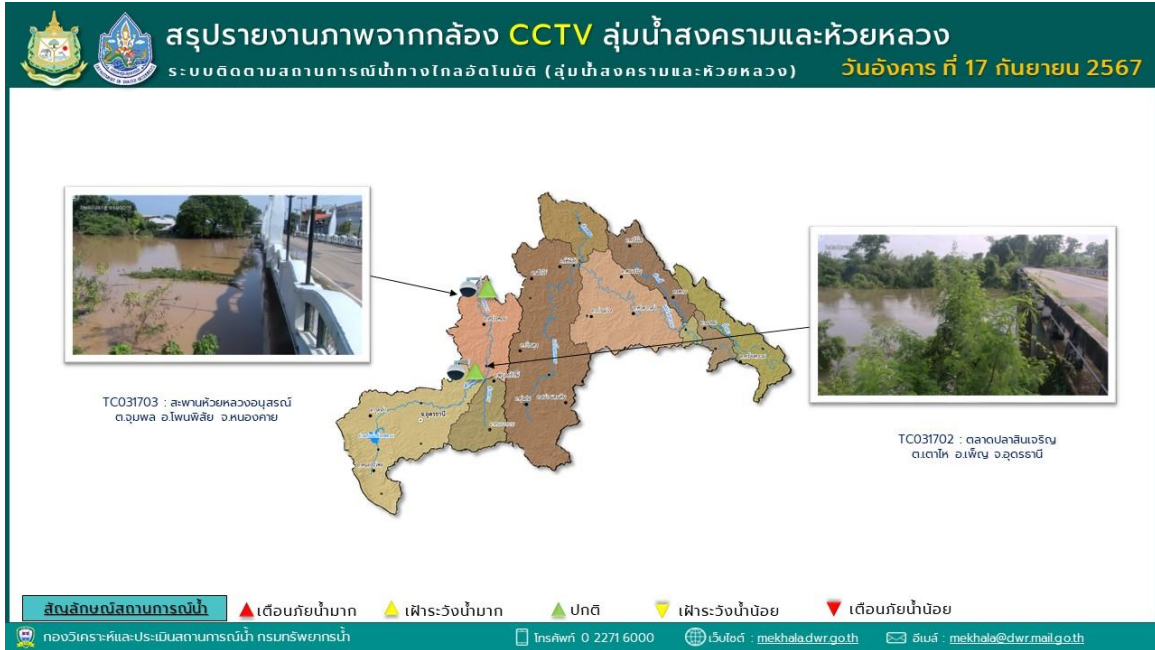 สรุปรายงานภาพจากกล้อง CCTV ลุ่มน้ำสงครามและห้วยหลวง
ระบบติดตามสถานการณ์น้ำทางไกลอัตโนมัติ (ลุ่มน้ำสงครามและห้วยหลวง)
วันอังคาร ที่ 17 กันยายน 2567
TC031703 : สะพานห้วยหลวงอนุสรณ์
ต.จุมพล อ.โพนพิสัย จ.หนองคาย
TC031702 : ตลาดปลาสินเจริญ
ต.เตาไห อ.เพ็ญ จ.อุดรธานี
จ.อุดรธานี
สัญลักษณ์สถานการณ์น้ำ
เตือนภัยน้ำมาก
เฝ้าระวังน้ำมาก
ปกติ
เฝ้าระวังน้ำน้อย
เตือนภัยน้ำน้อย
กองวิเคราะห์และประเมินสถานการณ์น้ำ กรมทรัพยากรน้ำ
โทรศัพท์ 0 2271 6000
เว็บไซต์ : mekhala.dwr.go.th
อีเมล์ : mekhala@dwr.mail.go.th